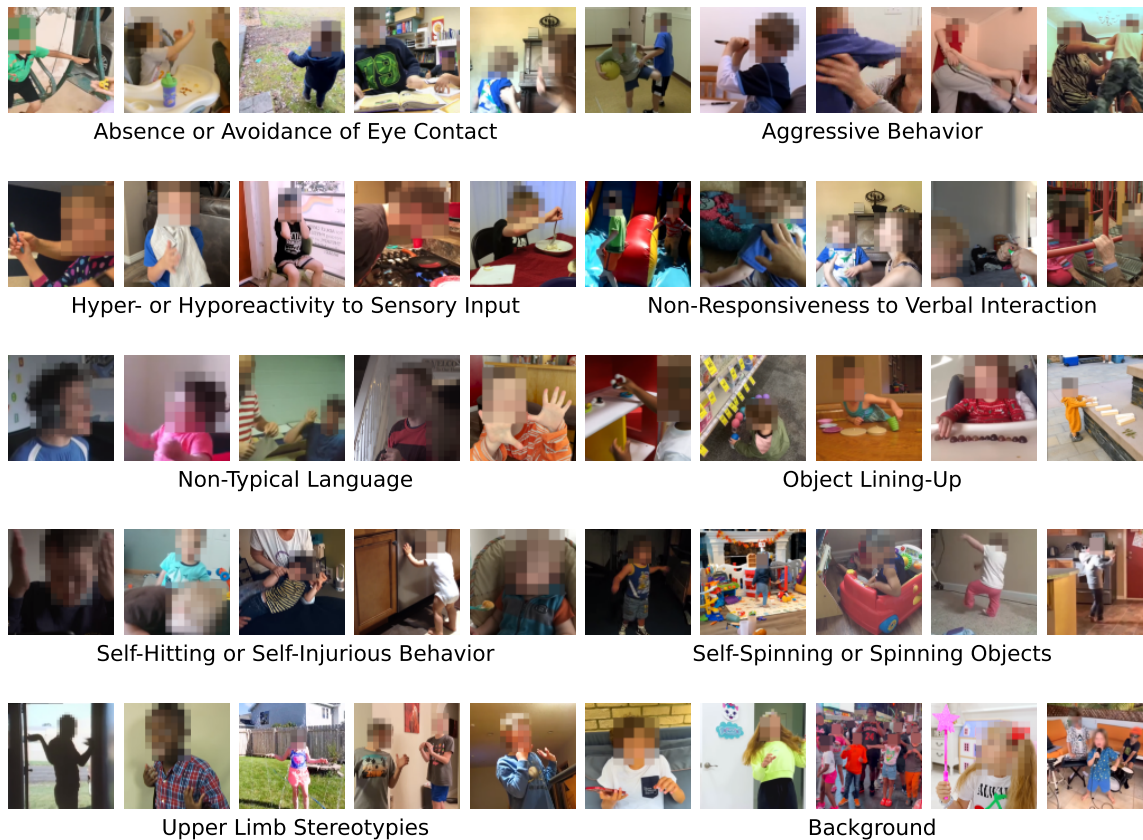 Absence or Avoidance of Eye Contact
Aggressive Behavior
Hyper- or Hyporeactivity to Sensory Input
Non-Responsiveness to Verbal Interaction
Non-Typical Language
Object Lining-Up
Self-Hitting or Self-Injurious Behavior
Self-Spinning or Spinning Objects
Upper Limb Stereotypies
Background